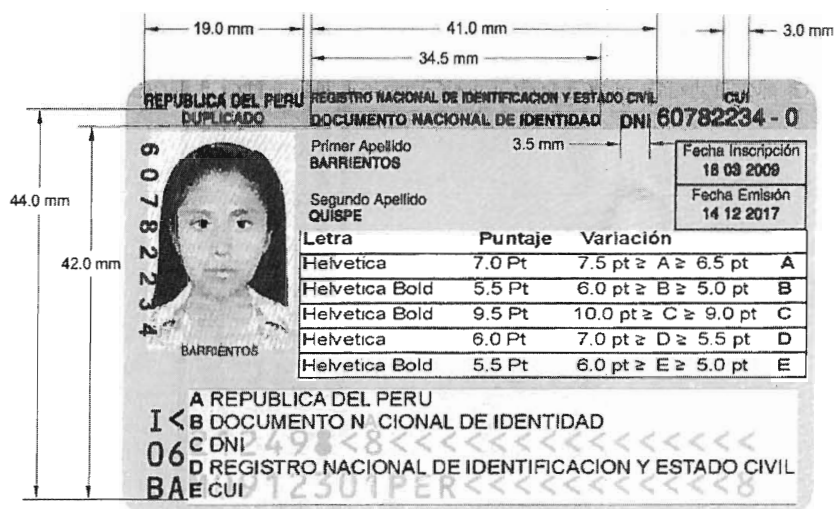 19.0 mm
41.0 mm
3.0 mm
34.5 mm
REPUBLICA DEL PERU
DUPLICADO
REGISTRO NACIONAL DE IDENTIFICACION Y ESTADO CIVIL
CUI
DOCUMENTO NACIONAL DE IDENTIDAD DNI 60782234 - 0
Primer Apellido
BARRIENTOS
3.5 mm
Fecha Inscripción
18 03 2009
Segundo Apellido
QUISPE
Fecha Emisión
14 12 2017
60782234
44.0 mm
42.0 mm
BARRIENTOS
Letra Puntaje Variación
Helvetica 7.0 Pt 7.5 pt ≥ A ≥ 6.5 pt A
Helvetica Bold 5.5 Pt 6.0 pt ≥ B ≥ 5.0 pt B
Helvetica Bold 9.5 Pt 10.0 pt ≥ C ≥ 9.0 pt C
Helvetica 6.0 Pt 7.0 pt ≥ D ≥ 5.5 pt D
Helvetica Bold 5.5 Pt 6.0 pt ≥ E ≥ 5.0 pt E
A REPUBLICA DEL PERU
I< B DOCUMENTO N CIONAL DE IDENTIDAD
06 C DNI
D REGISTRO NACIONAL DE IDENTIFICACION Y ESTADO CIVIL
BA E CUI